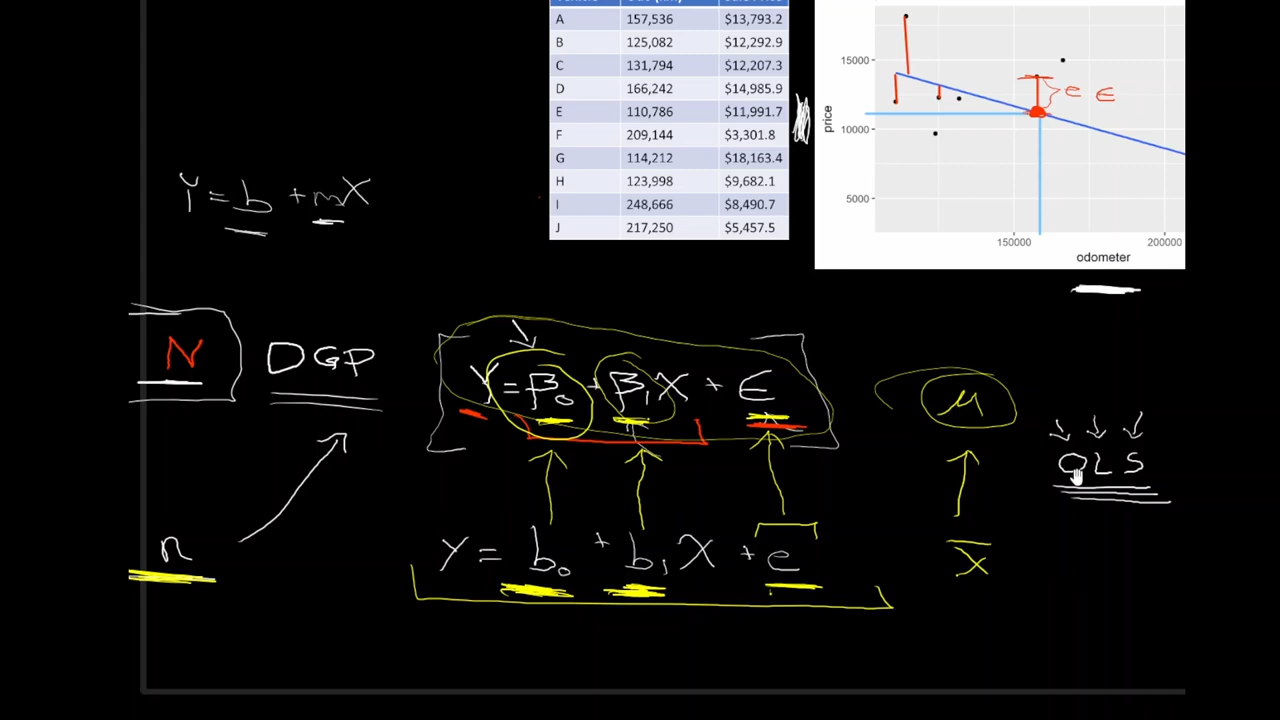 A 157,536 $13,793.2
B 125,082 $12,292.9
C 131,794 $12,207.3
D 166,242 $14,985.9
E 110,786 $11,991.7
F 209,144 $3,301.8
G 114,212 $18,163.4
H 123,998 $9,682.1
I 248,666 $8,490.7
J 217,250 $5,457.5
15000
10000
5000
price
150000 200000
odometer
e ϵ
Y = b + mX
N DGP
Y = β₀ + β₁X + ϵ
μ
OLS
n
Y = b₀ + b₁X + e
x̄